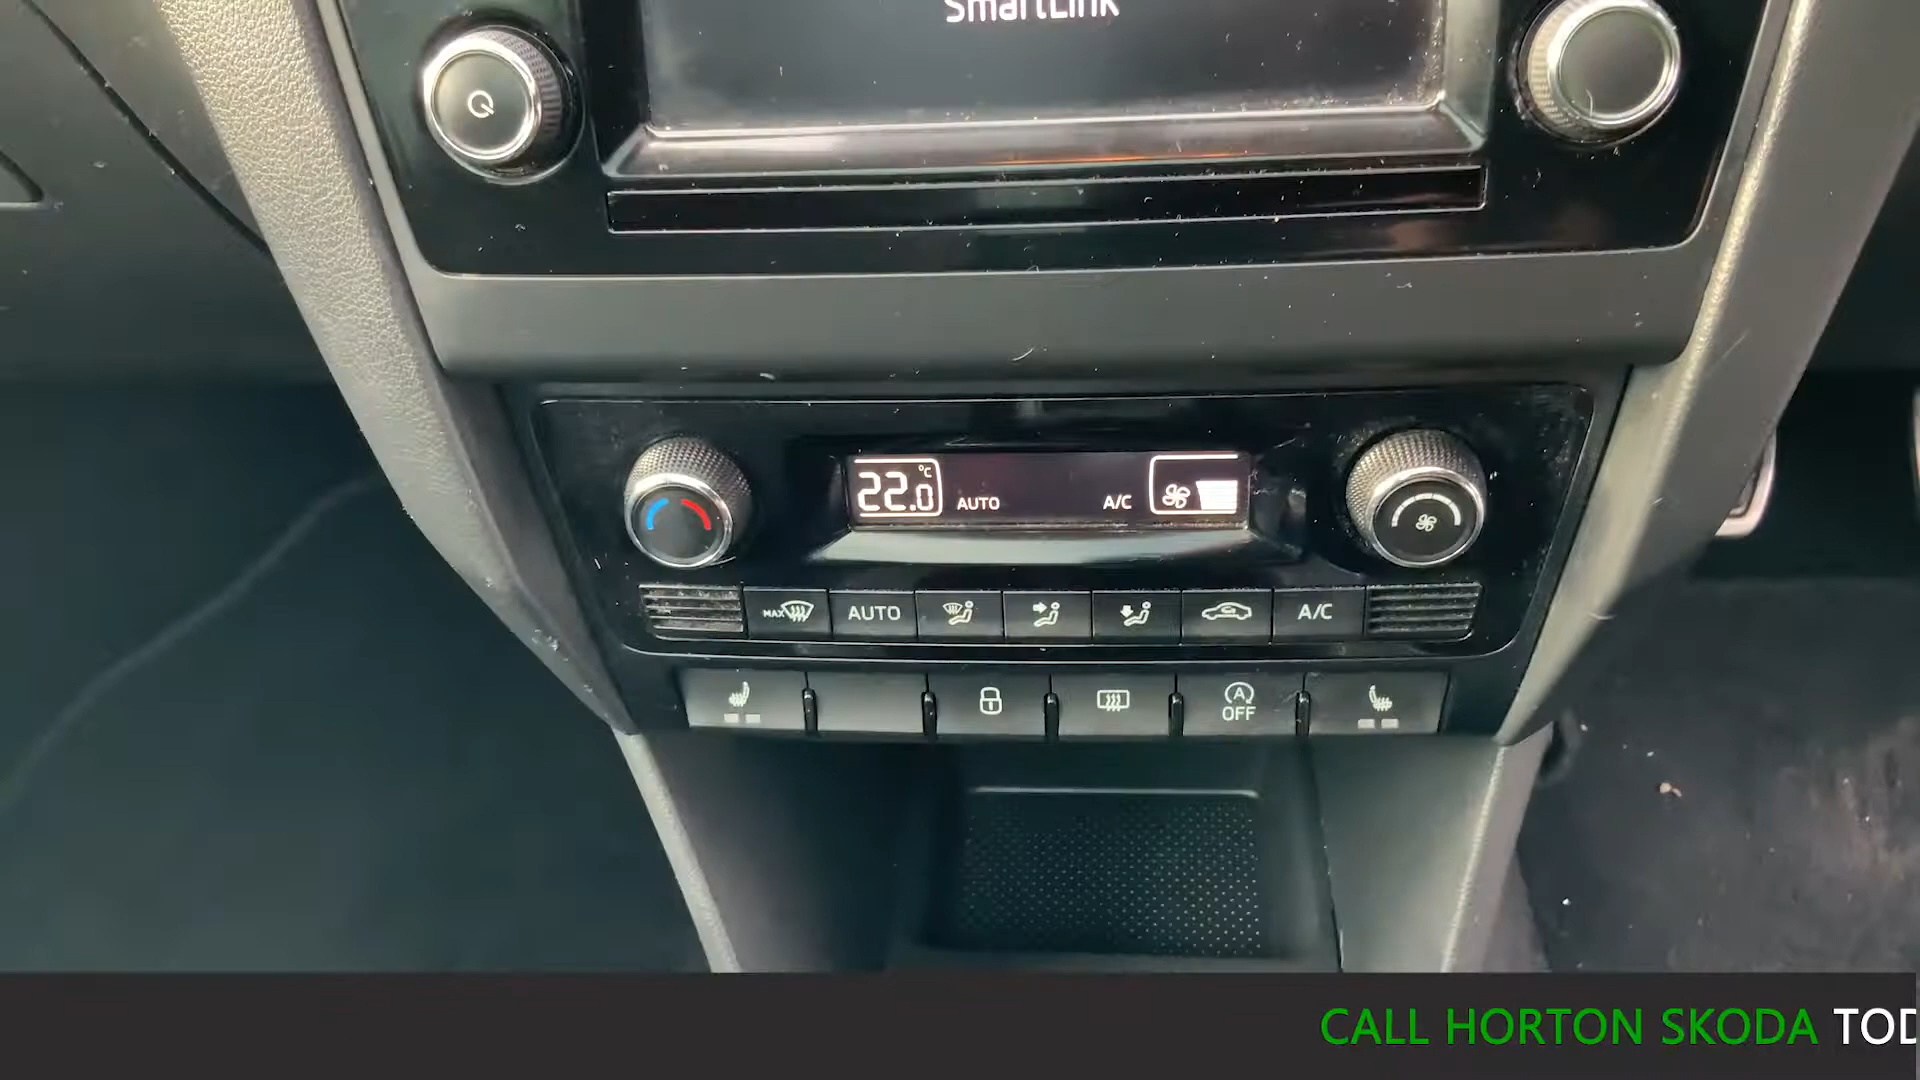 SmartLink
22.0 °C AUTO A/C
MAX AUTO A/C
A OFF
CALL HORTON SKODA TOD